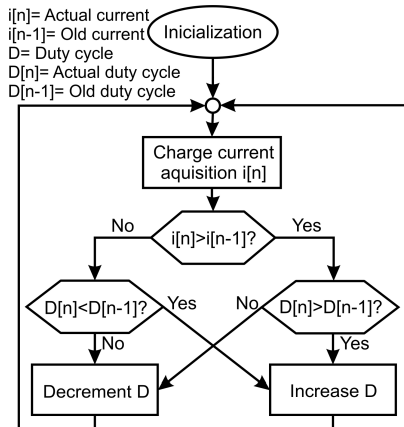 i[n]= Actual current
i[n-1]= Old current
D= Duty cycle
D[n]= Actual duty cycle
D[n-1]= Old duty cycle
Inicialization
Charge current
aquisition i[n]
No
Yes
i[n]>i[n-1]?
D[n]<D[n-1]?
Yes
No
D[n]>D[n-1]?
No
Yes
Decrement D
Increase D